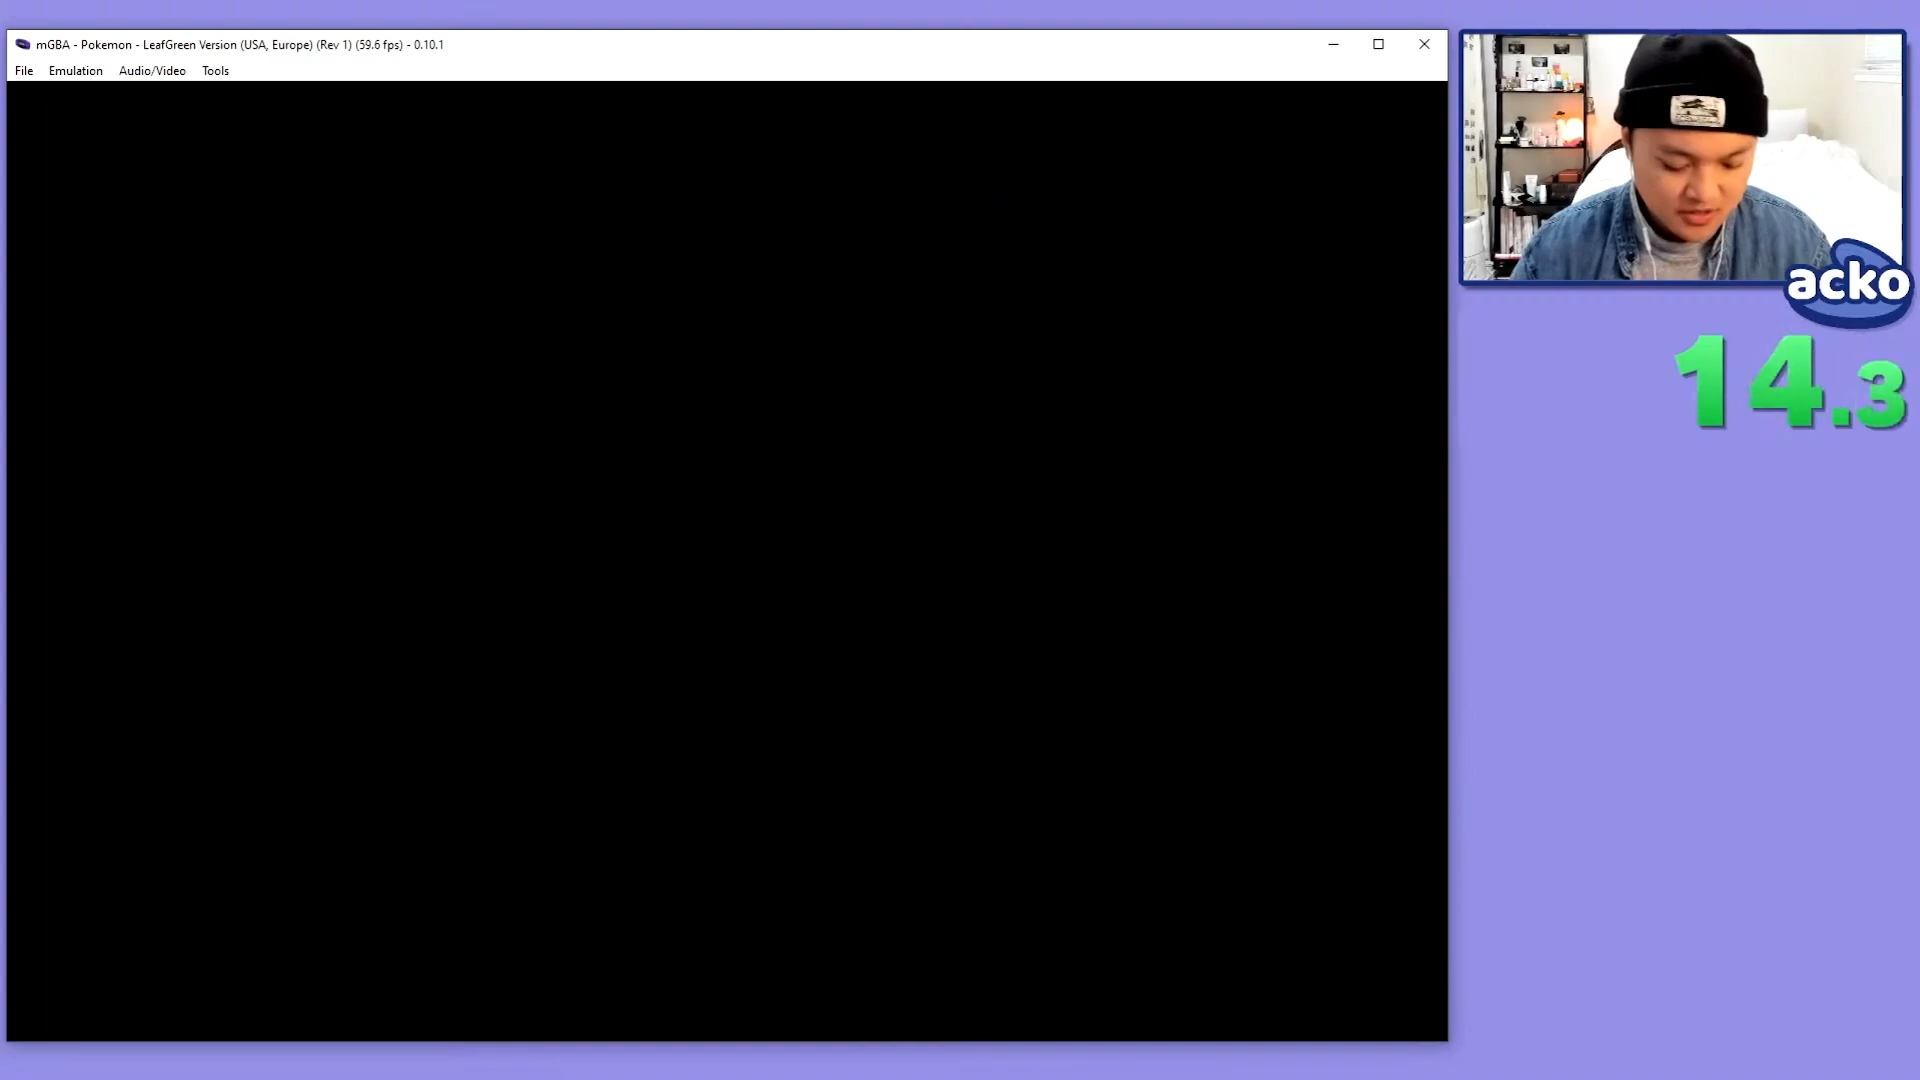 mGBA - Pokemon - LeafGreen Version (USA, Europe) (Rev 1) (59.6 fps) - 0.10.1
File Emulation Audio/Video Tools
acko
14.3